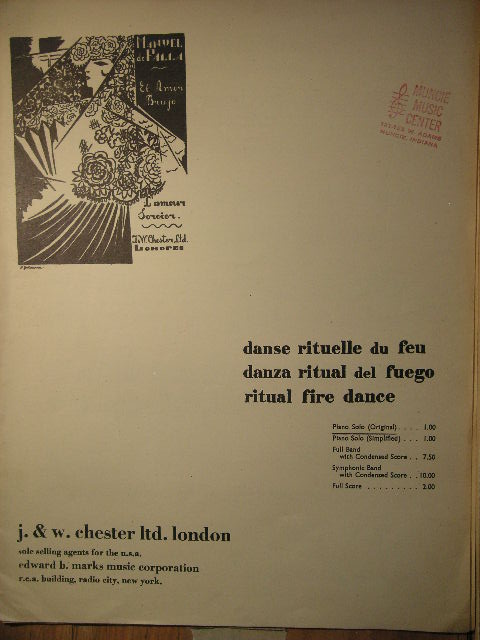 Manuel
de Falla
El Amor
Brujo
L'amour
Sorcier.
J.&W. Chester, Ltd.
Londres
MUNCIE
MUSIC
CENTER
MUNCIE, INDIANA
danse rituelle du feu
danza ritual del fuego
ritual fire dance
Piano Solo (Original) . . . . 1.00
Piano Solo (Simplified) . . . . 1.00
Full Band
with Condensed Score . . 7.50
Symphonic Band
with Condensed Score . . 10.00
Full Score . . . . . . . . . . 2.00
j. & w. chester ltd. london
sole selling agents for the u.s.a.
edward b. marks music corporation
r.c.a. building, radio city, new york.